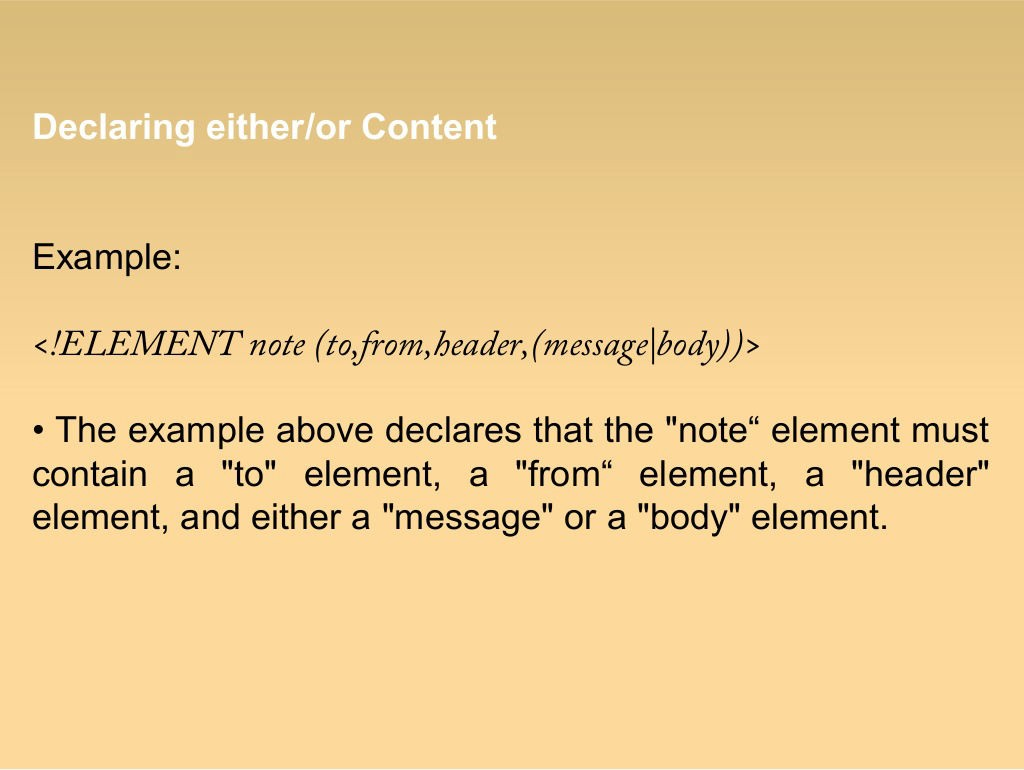 Declaring either/or Content
Example:
<!ELEMENT note (to,from,header,(message|body))>
• The example above declares that the "note“ element must
contain a "to" element, a "from“ element, a "header"
element, and either a "message" or a "body" element.